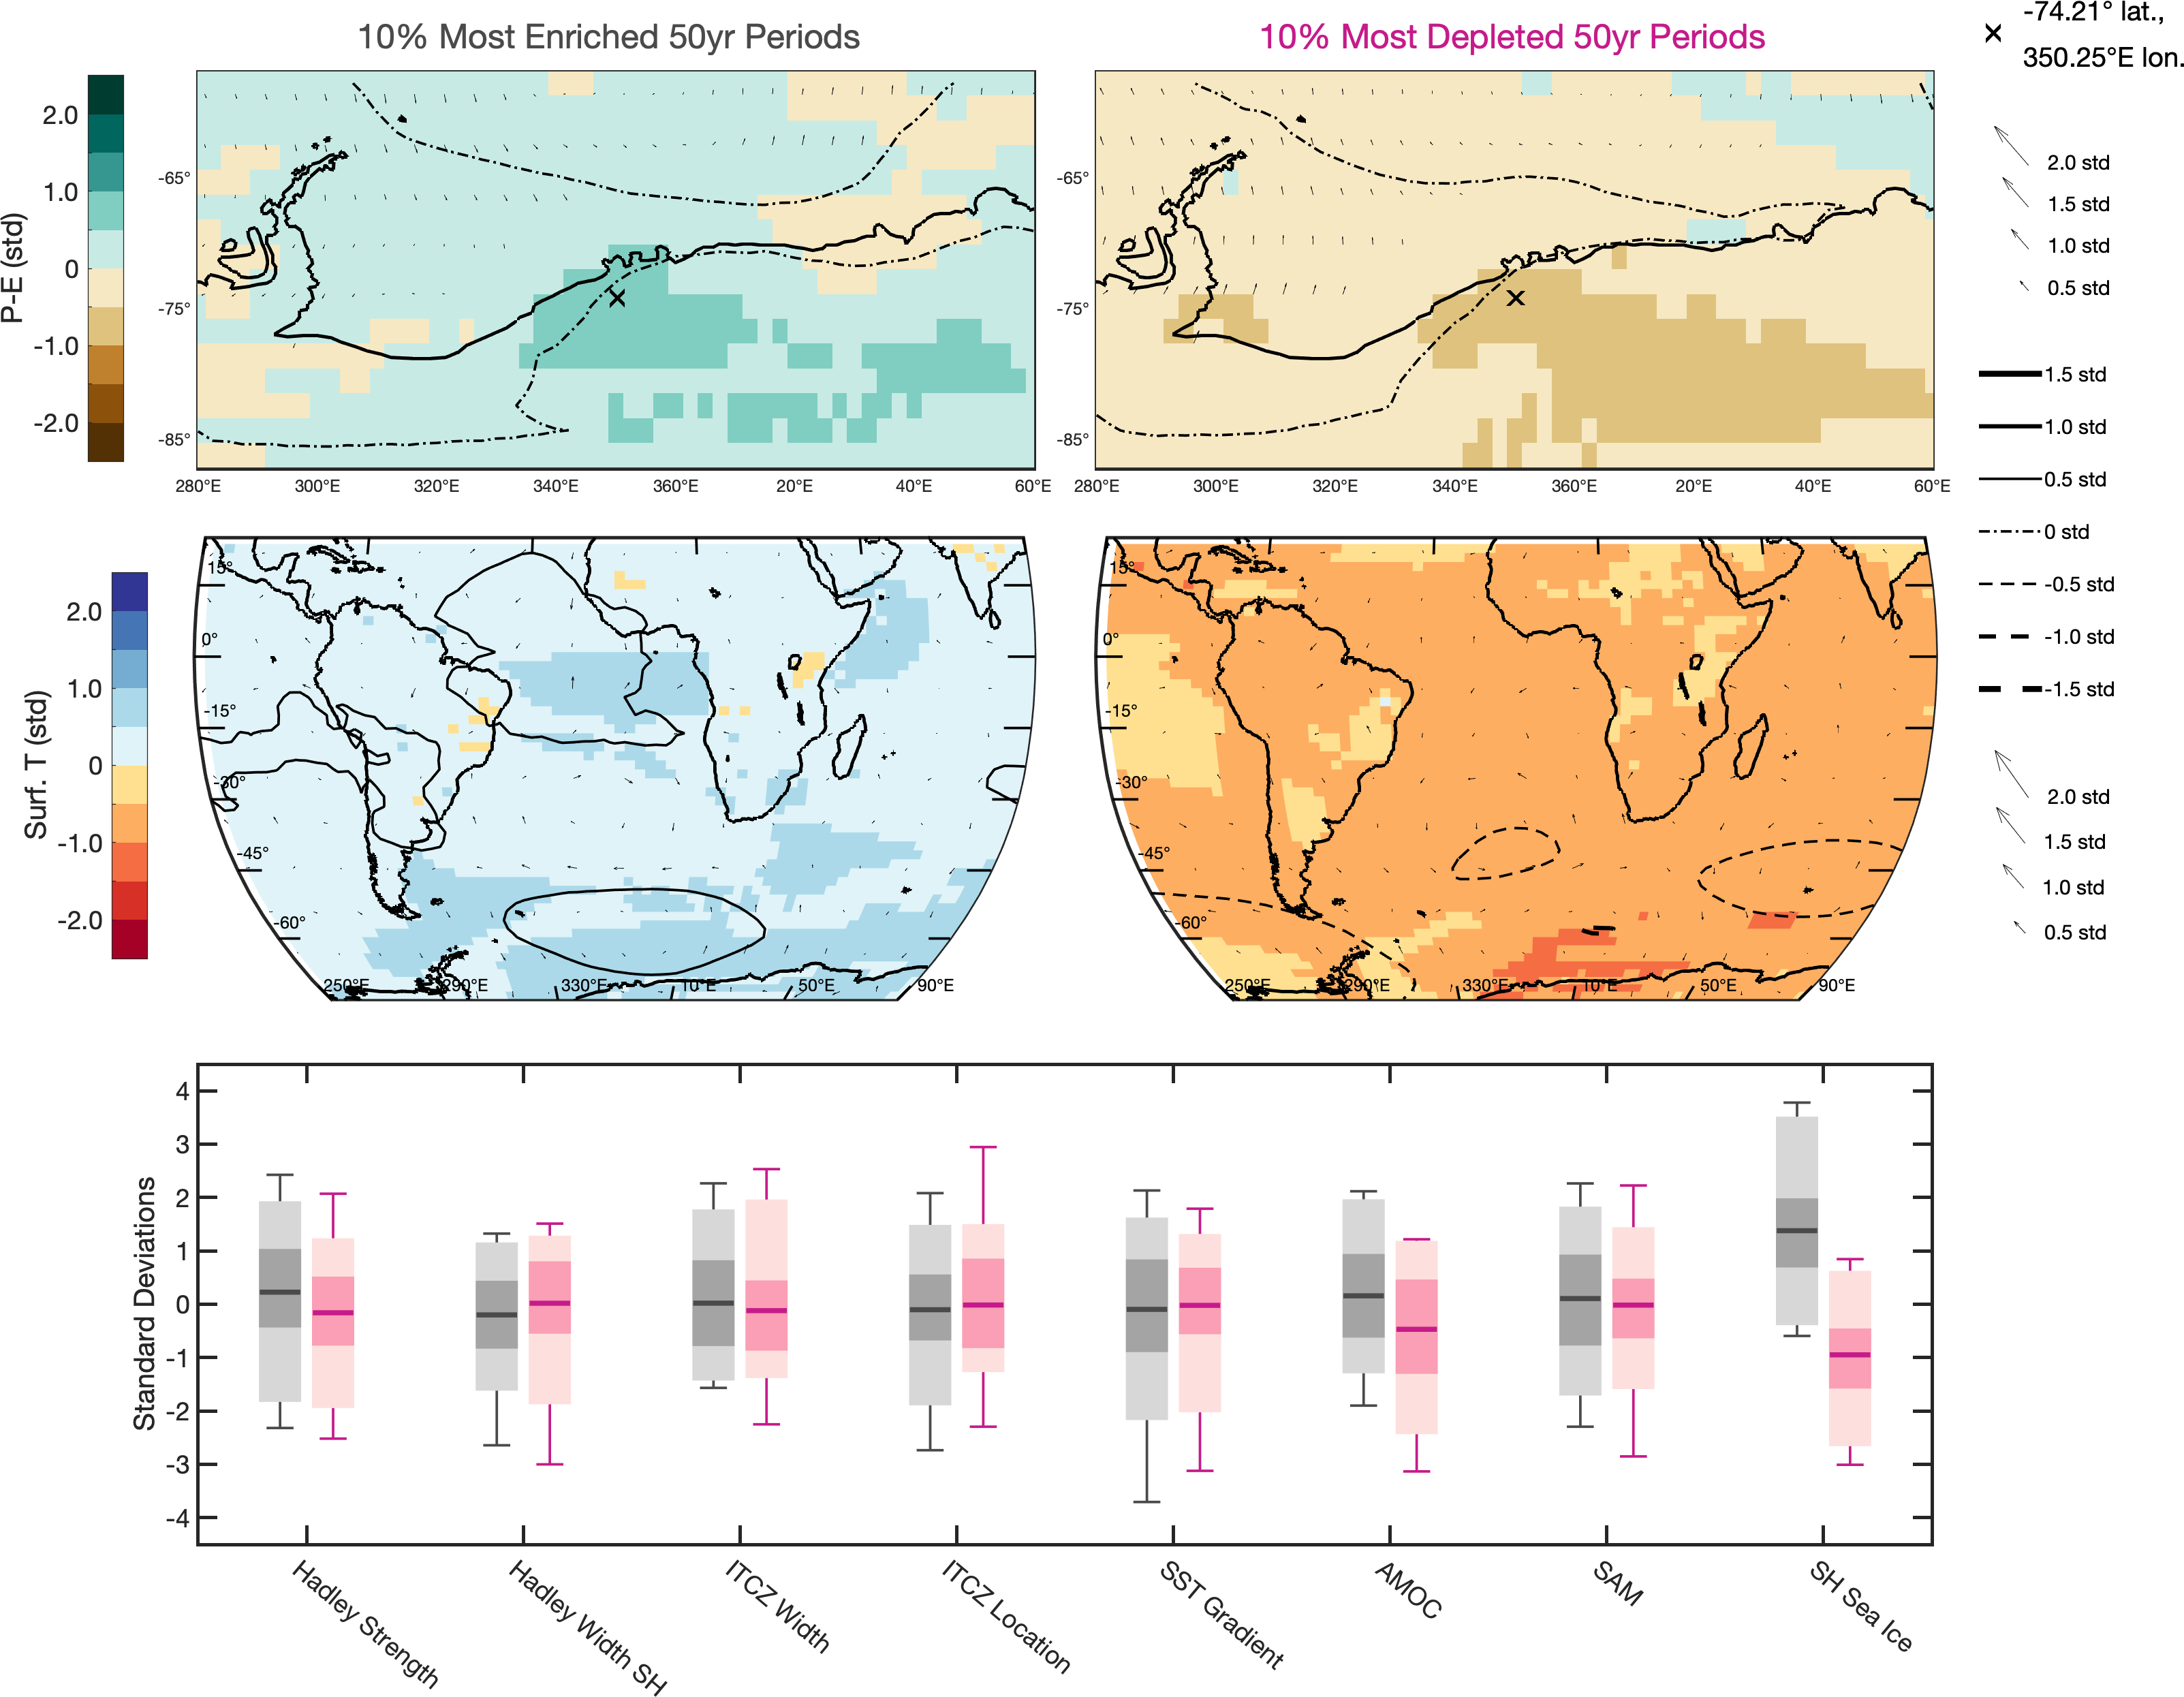 10% Most Enriched 50yr Periods
10% Most Depleted 50yr Periods
-74.21° lat.,
350.25°E lon.
P-E (std)
2.0
1.0
0
-1.0
-2.0
-65°
-75°
-85°
280°E 300°E 320°E 340°E 360°E 20°E 40°E 60°E
-65°
-75°
-85°
280°E 300°E 320°E 340°E 360°E 20°E 40°E 60°E
2.0 std
1.5 std
1.0 std
0.5 std
1.5 std
1.0 std
0.5 std
0 std
-0.5 std
-1.0 std
-1.5 std
2.0 std
1.5 std
1.0 std
0.5 std
Surf. T (std)
2.0
1.0
0
-1.0
-2.0
15°
0°
-15°
-30°
-45°
-60°
250°E 290°E 330°E 10°E 50°E 90°E
15°
0°
-15°
-30°
-45°
-60°
250°E 290°E 330°E 10°E 50°E 90°E
Standard Deviations
4
3
2
1
0
-1
-2
-3
-4
Hadley Strength
Hadley Width SH
ITCZ Width
ITCZ Location
SST Gradient
AMOC
SAM
SH Sea Ice